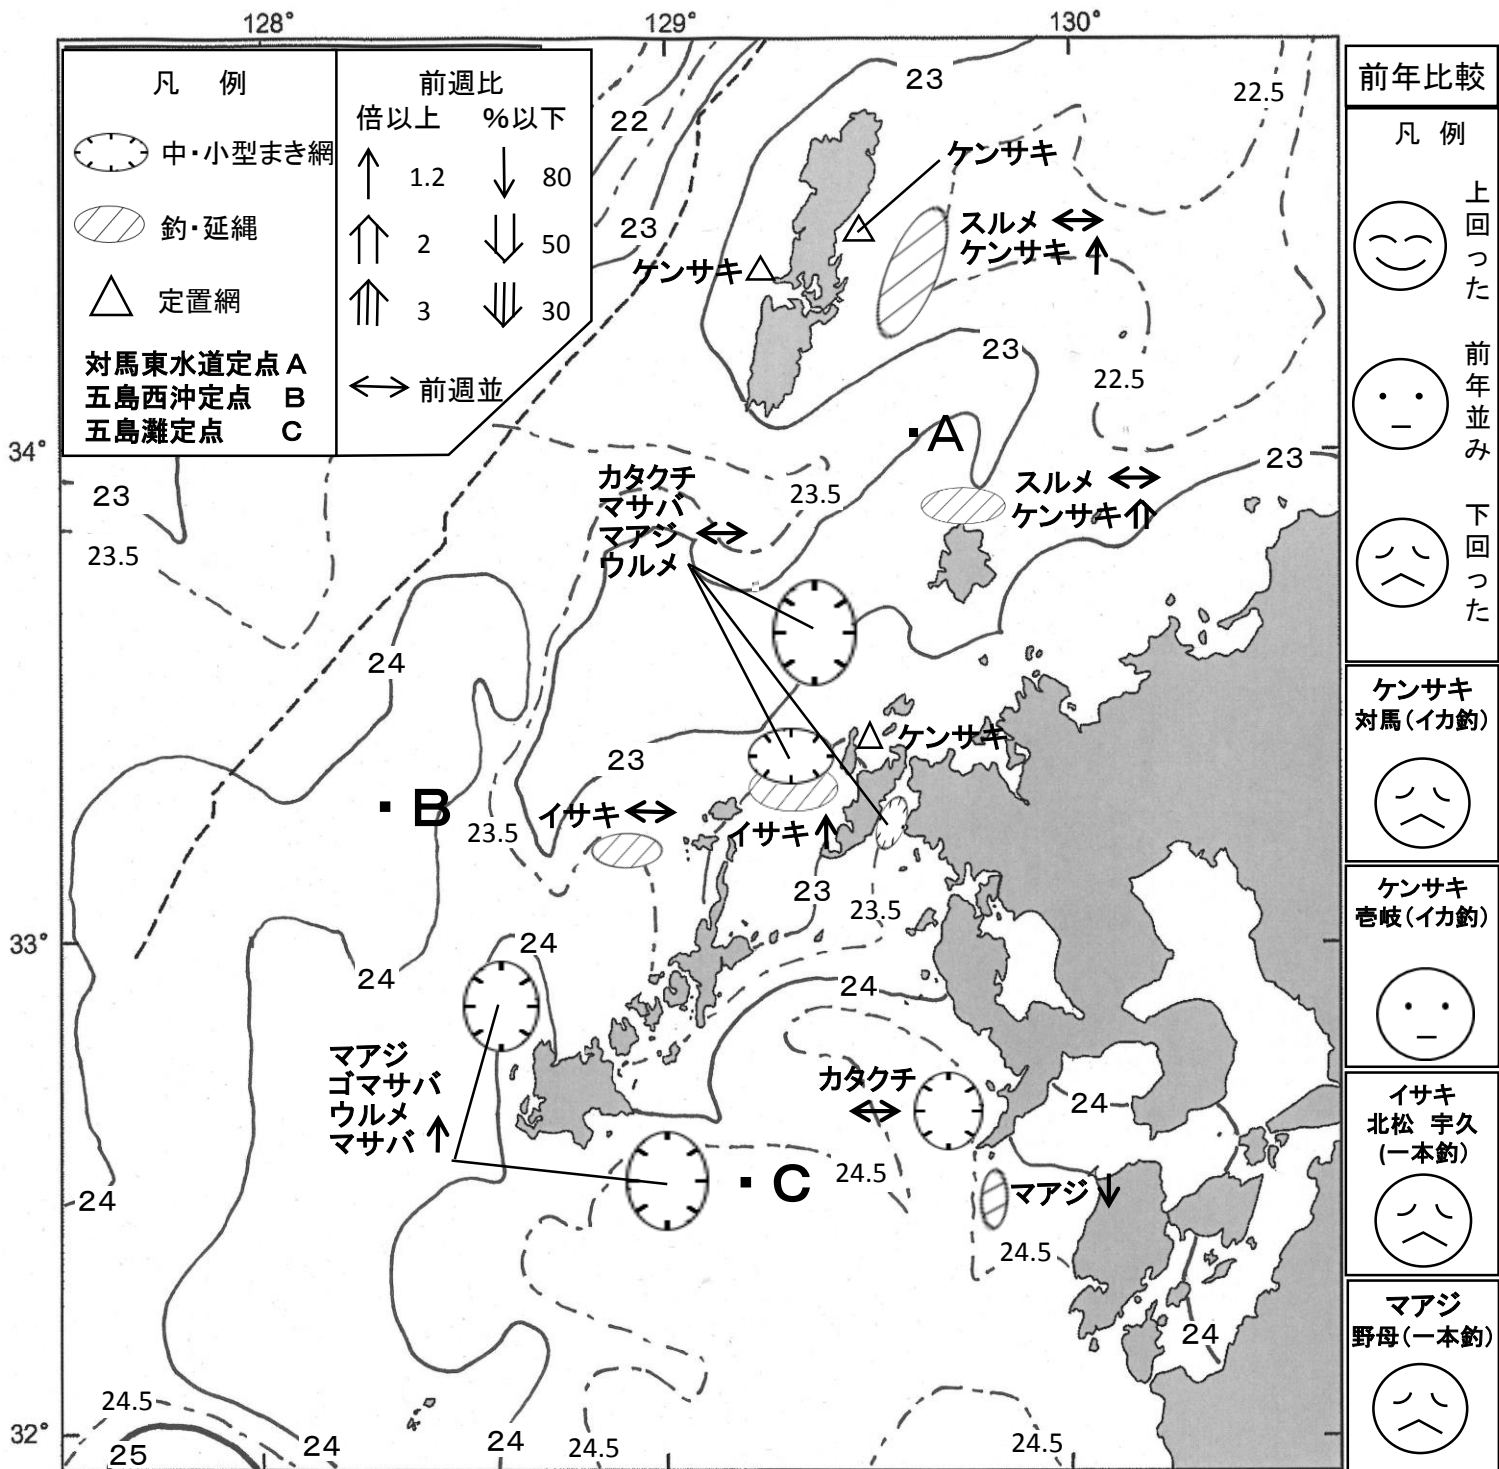 128°
129°
130°
凡 例
中・小型まき網
釣・延縄
定置網
対馬東水道定点 A
五島西沖定点 B
五島灘定点 C
前週比
倍以上 %以下
1.2 80
2 50
3 30
前週並
22
23
23
22.5
ケンサキ
スルメ
ケンサキ
ケンサキ
23
22.5
34°
A
23
23
23.5
カタクチ
マサバ
マアジ
ウルメ
23.5
スルメ
ケンサキ
24
23
ケンサキ
B
23.5
イサキ
イサキ
23
23.5
33°
24
24
24
マアジ
ゴマサバ
ウルメ
マサバ
カタクチ
24
24
C
24.5
マアジ
24.5
24
32°
24.5
25
24
24
24.5
24.5
前年比較
凡 例
上回った
前年並み
下回った
ケンサキ
対馬(イカ釣)
ケンサキ
壱岐(イカ釣)
イサキ
北松 宇久
(一本釣)
マアジ
野母(一本釣)